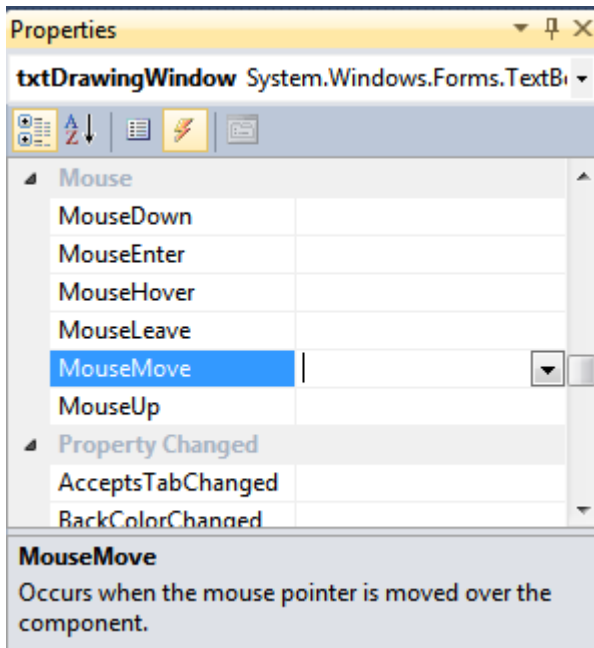 Properties
txtDrawingWindow System.Windows.Forms.TextB
Mouse
MouseDown
MouseEnter
MouseHover
MouseLeave
MouseMove
MouseUp
Property Changed
AcceptsTabChanged
BackColorChanged
MouseMove
Occurs when the mouse pointer is moved over the
component.